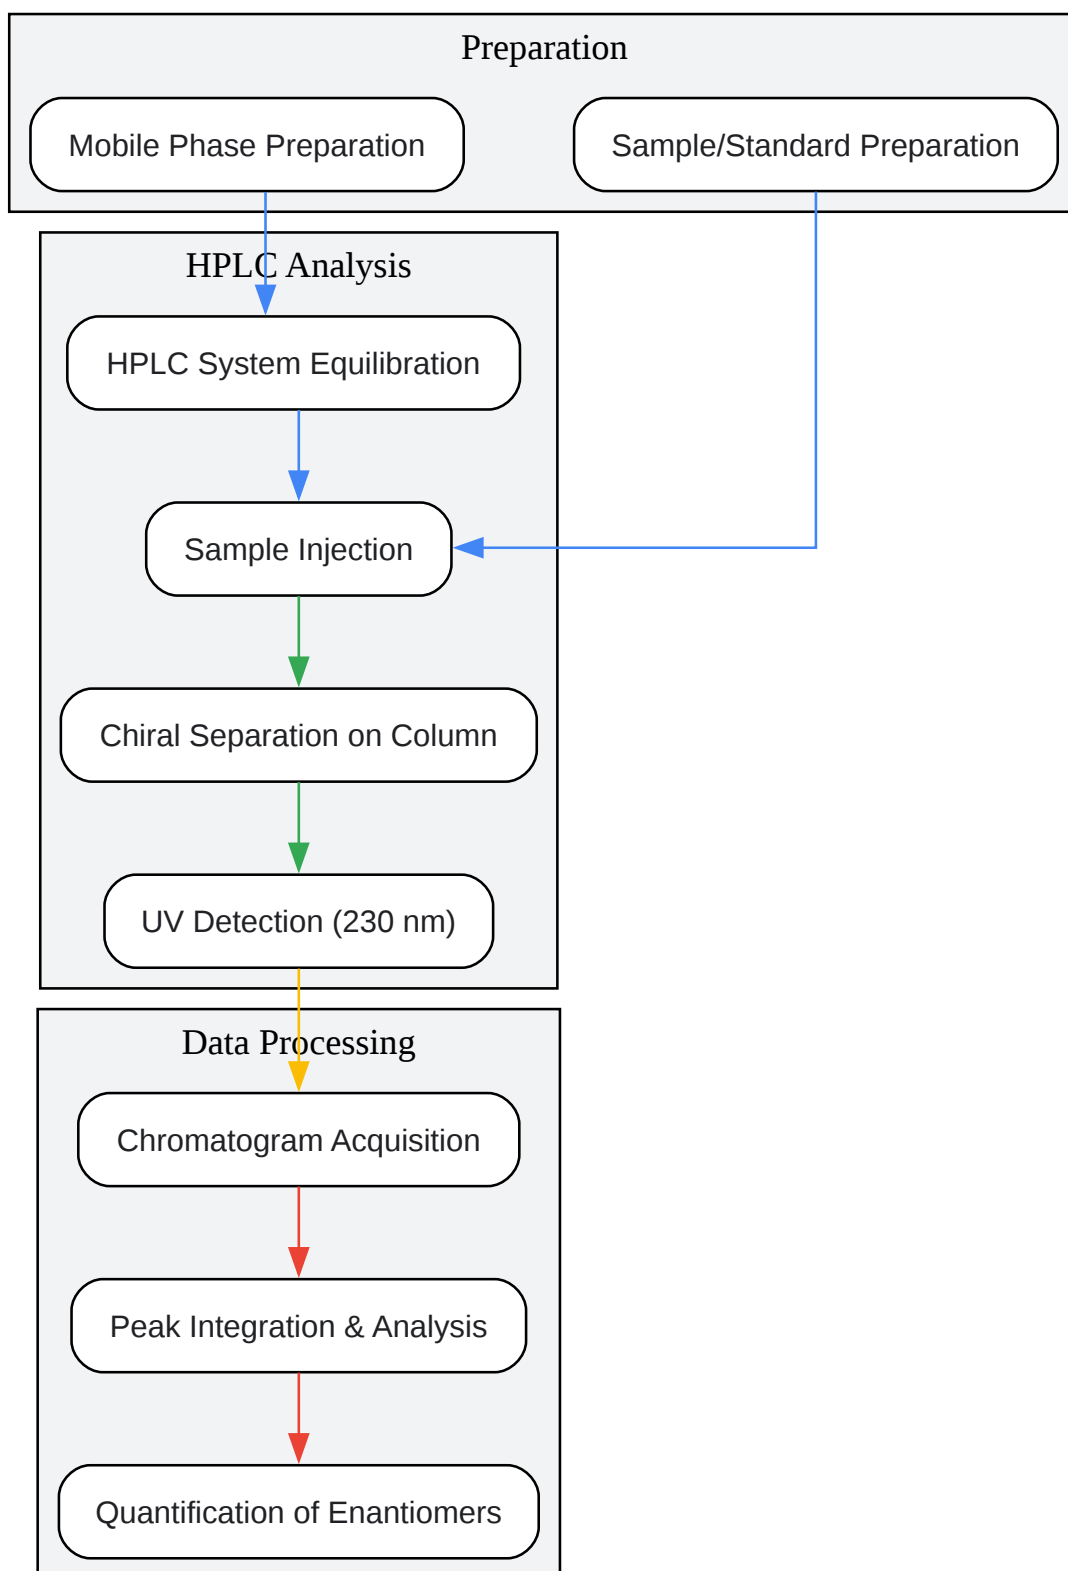 Preparation
Mobile Phase Preparation
Sample/Standard Preparation
HPLC Analysis
HPLC System Equilibration
Sample Injection
Chiral Separation on Column
UV Detection (230 nm)
Data Processing
Chromatogram Acquisition
Peak Integration & Analysis
Quantification of Enantiomers